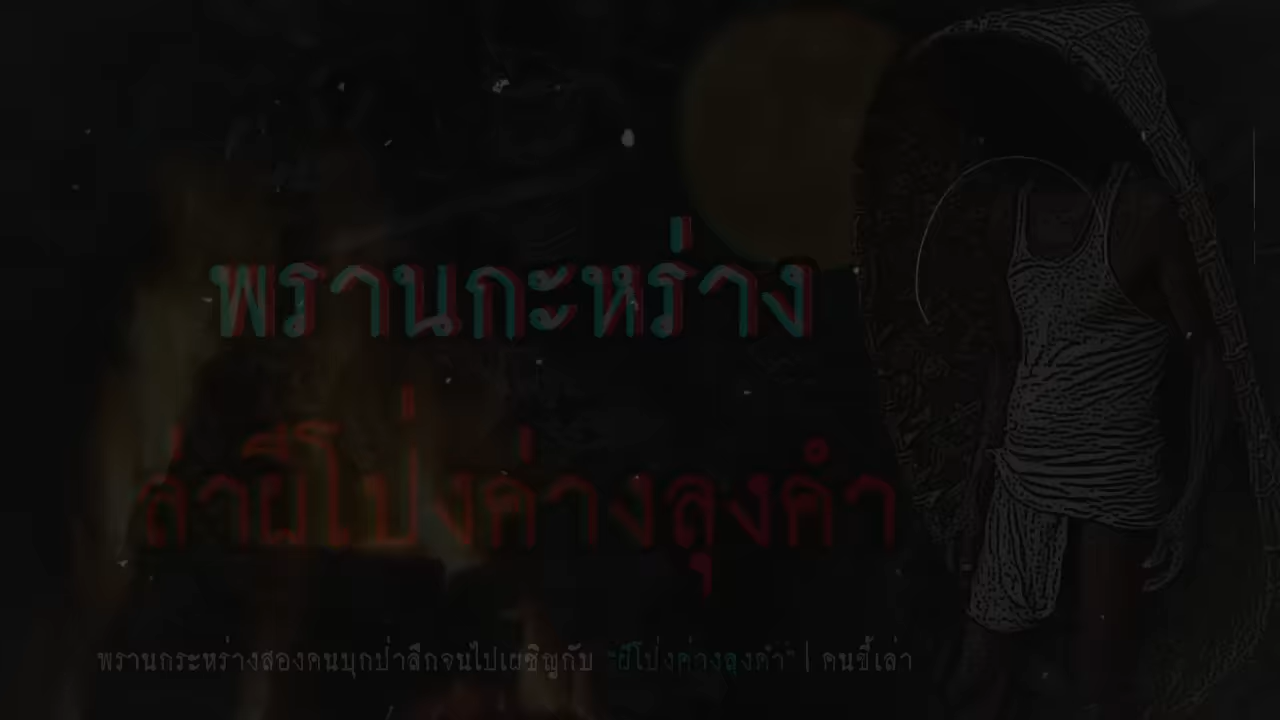 พรานกะหร่าง
ล่าผีโป่งค่างลุงคำ
พรานกระหร่างสองคนบุกป่าลึกจนไปเผชิญกับ "ผีโป่งค่างลุงคำ" | คนขี้เล่า